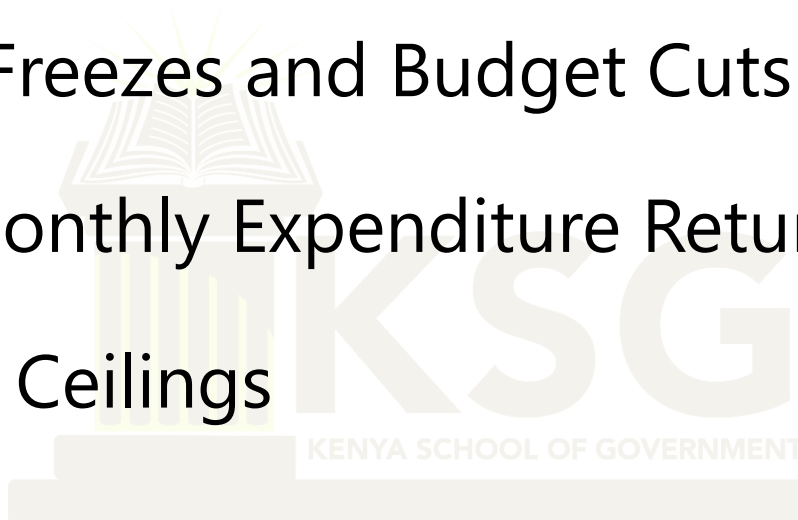 Freezes and Budget Cuts
onthly Expenditure Retur
Ceilings
KSG
KENYA SCHOOL OF GOVERNMENT